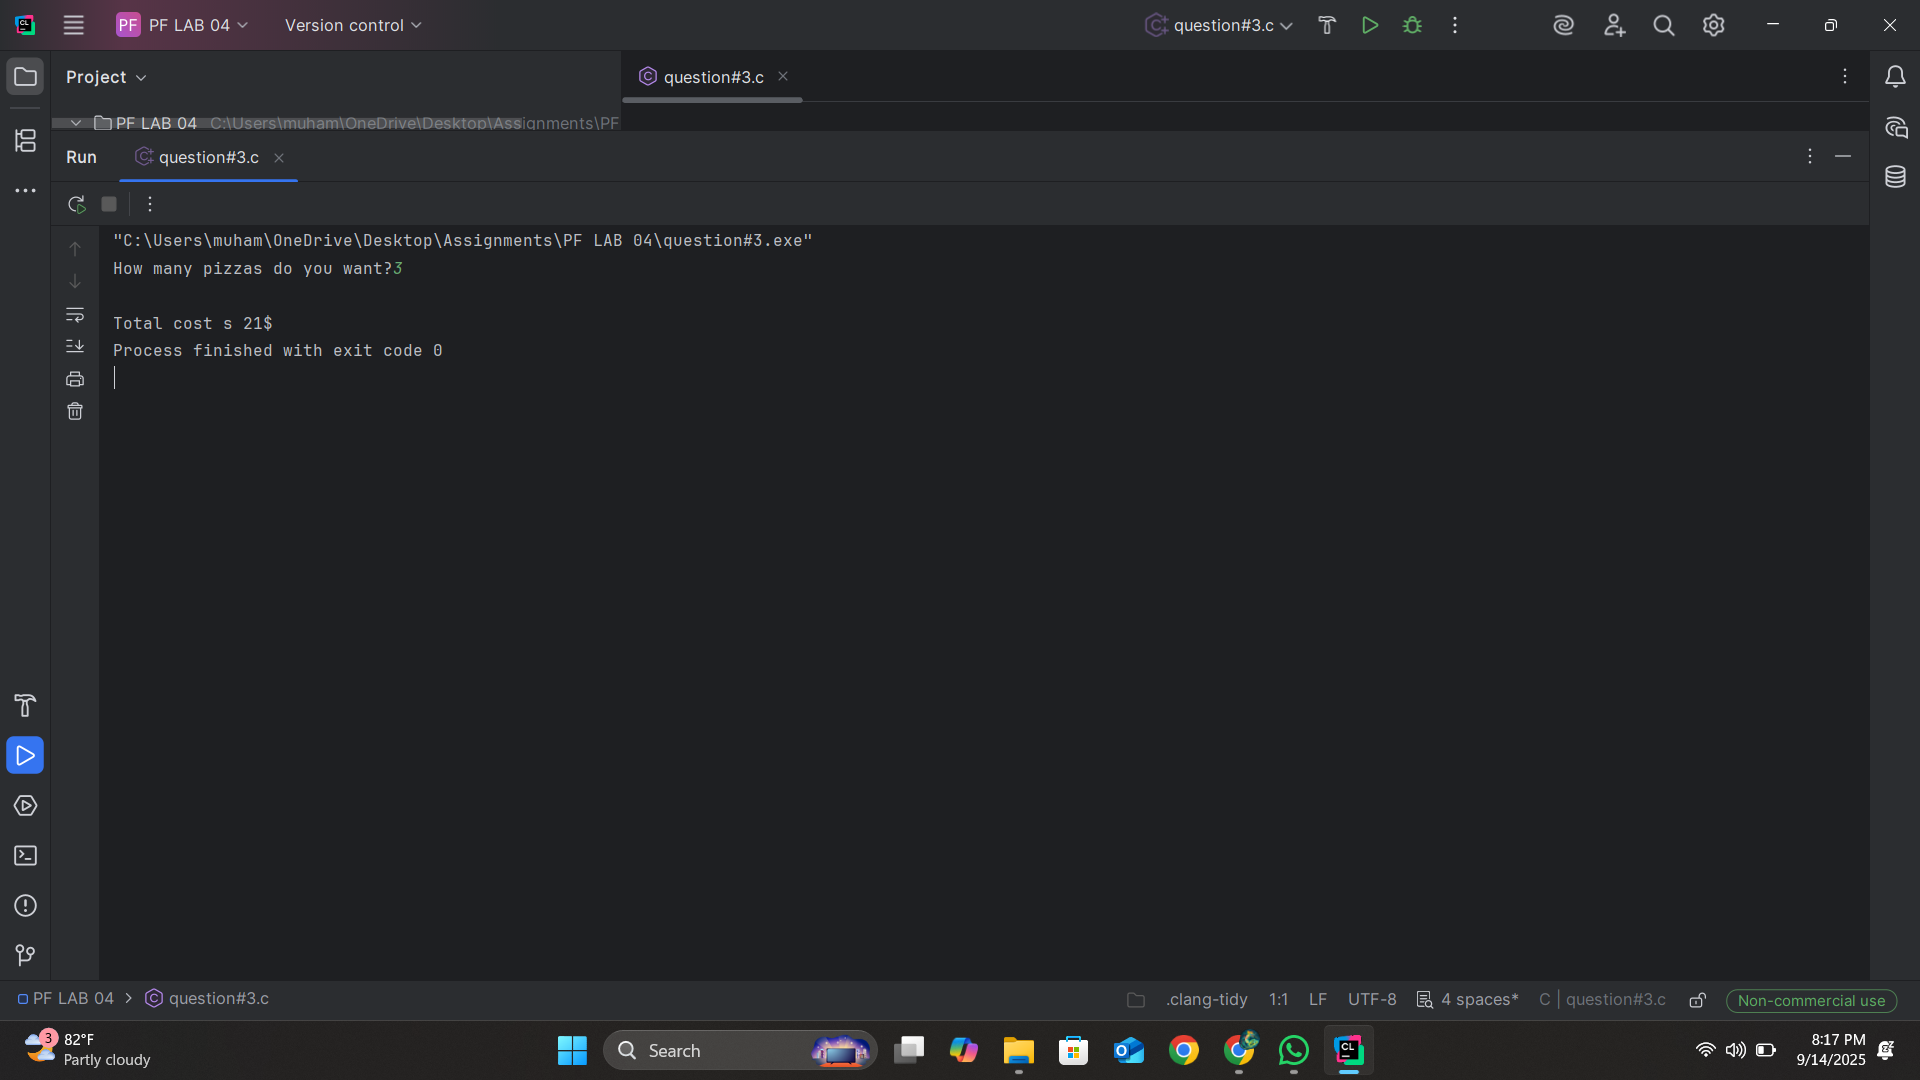 PF PF LAB 04 Version control question#3.c
Project question#3.c
PF LAB 04 C:\Users\muham\OneDrive\Desktop\Assignments\PF
Run question#3.c
"C:\Users\muham\OneDrive\Desktop\Assignments\PF LAB 04\question#3.exe"
How many pizzas do you want?3
Total cost s 21$
Process finished with exit code 0
PF LAB 04 > question#3.c .clang-tidy 1:1 LF UTF-8 4 spaces* C | question#3.c Non-commercial use
3 82°F
Partly cloudy
Search
CL
8:17 PM
9/14/2025